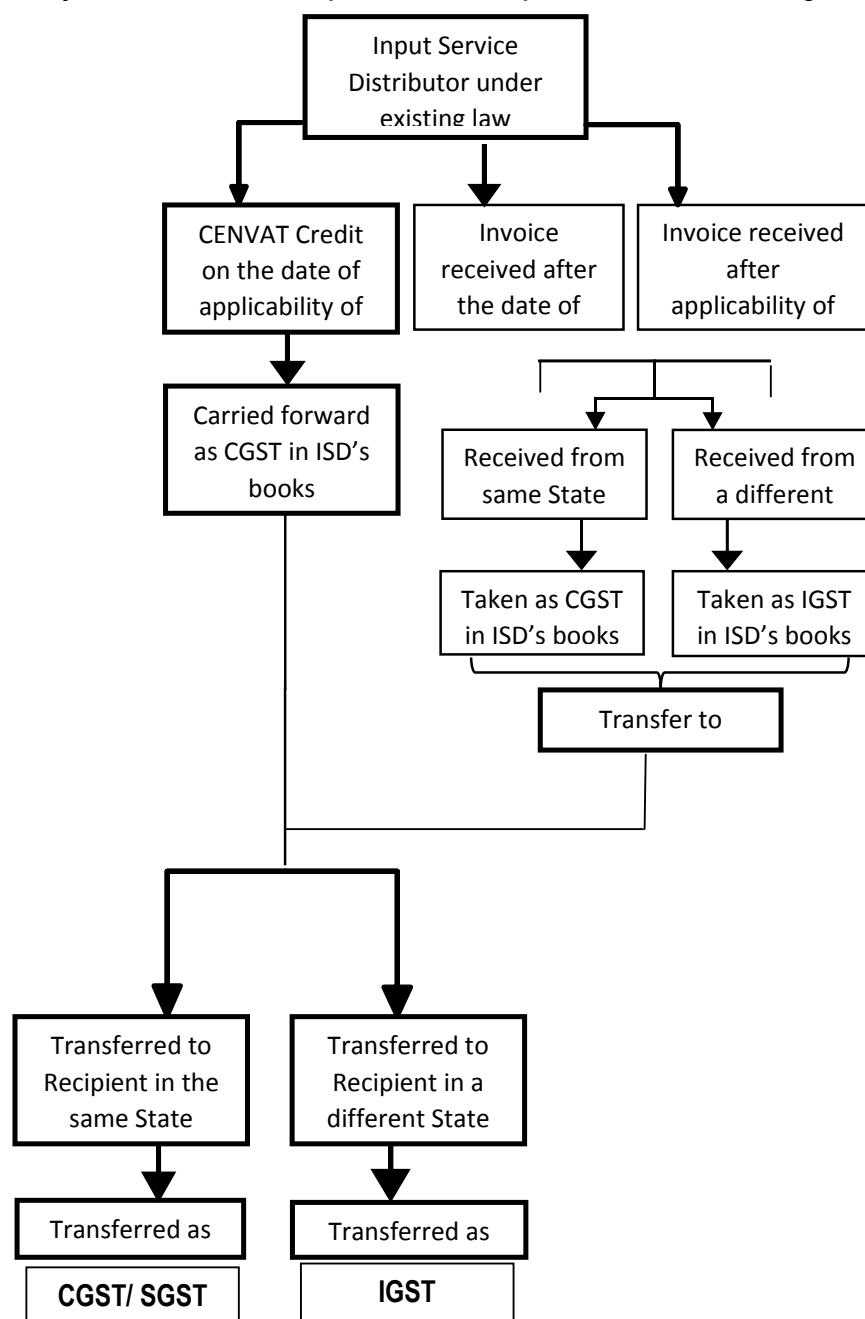 Input Service
Distributor under
existing law
CENVAT Credit
on the date of
applicability of
Invoice
received after
the date of
Invoice received
after
applicability of
Carried forward
as CGST in ISD's
books
Received from
same State
Received from
a different
Taken as CGST
in ISD's books
Taken as IGST
in ISD's books
Transfer to
Transferred to
Recipient in the
same State
Transferred to
Recipient in a
different State
Transferred as
Transferred as
CGST/ SGST
IGST